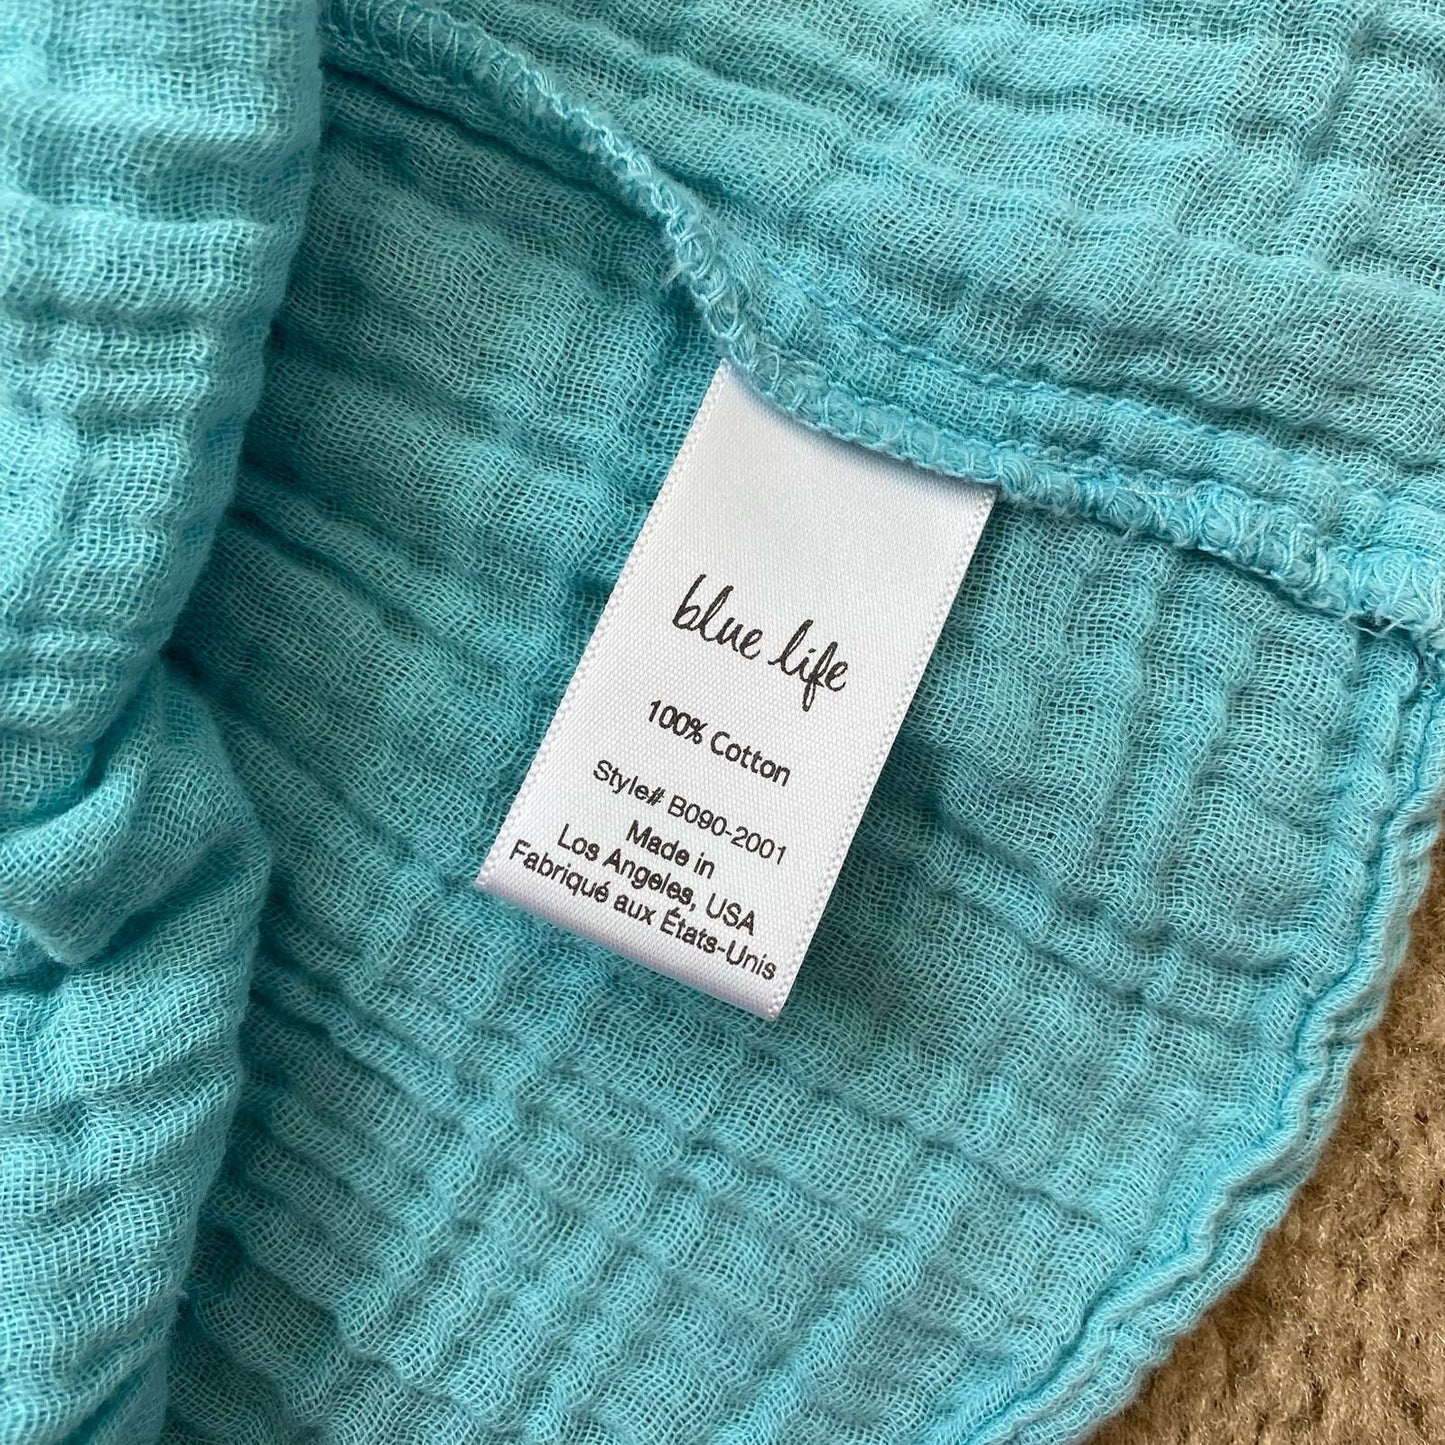 blue life
100% Cotton
Style# B090-2001
Made in
Los Angeles, USA
Fabriqué aux États-Unis